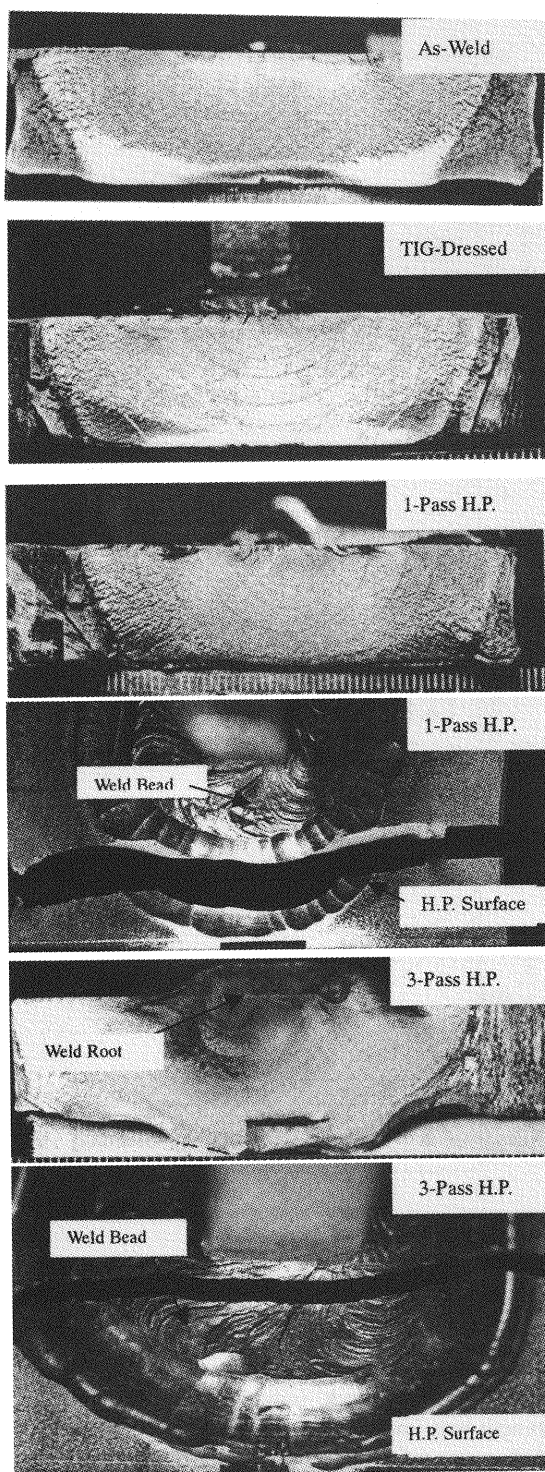 As-Weld
TIG-Dressed
1-Pass H.P.
1-Pass H.P.
Weld Bead
H.P. Surface
3-Pass H.P.
Weld Root
3-Pass H.P.
Weld Bead
H.P. Surface